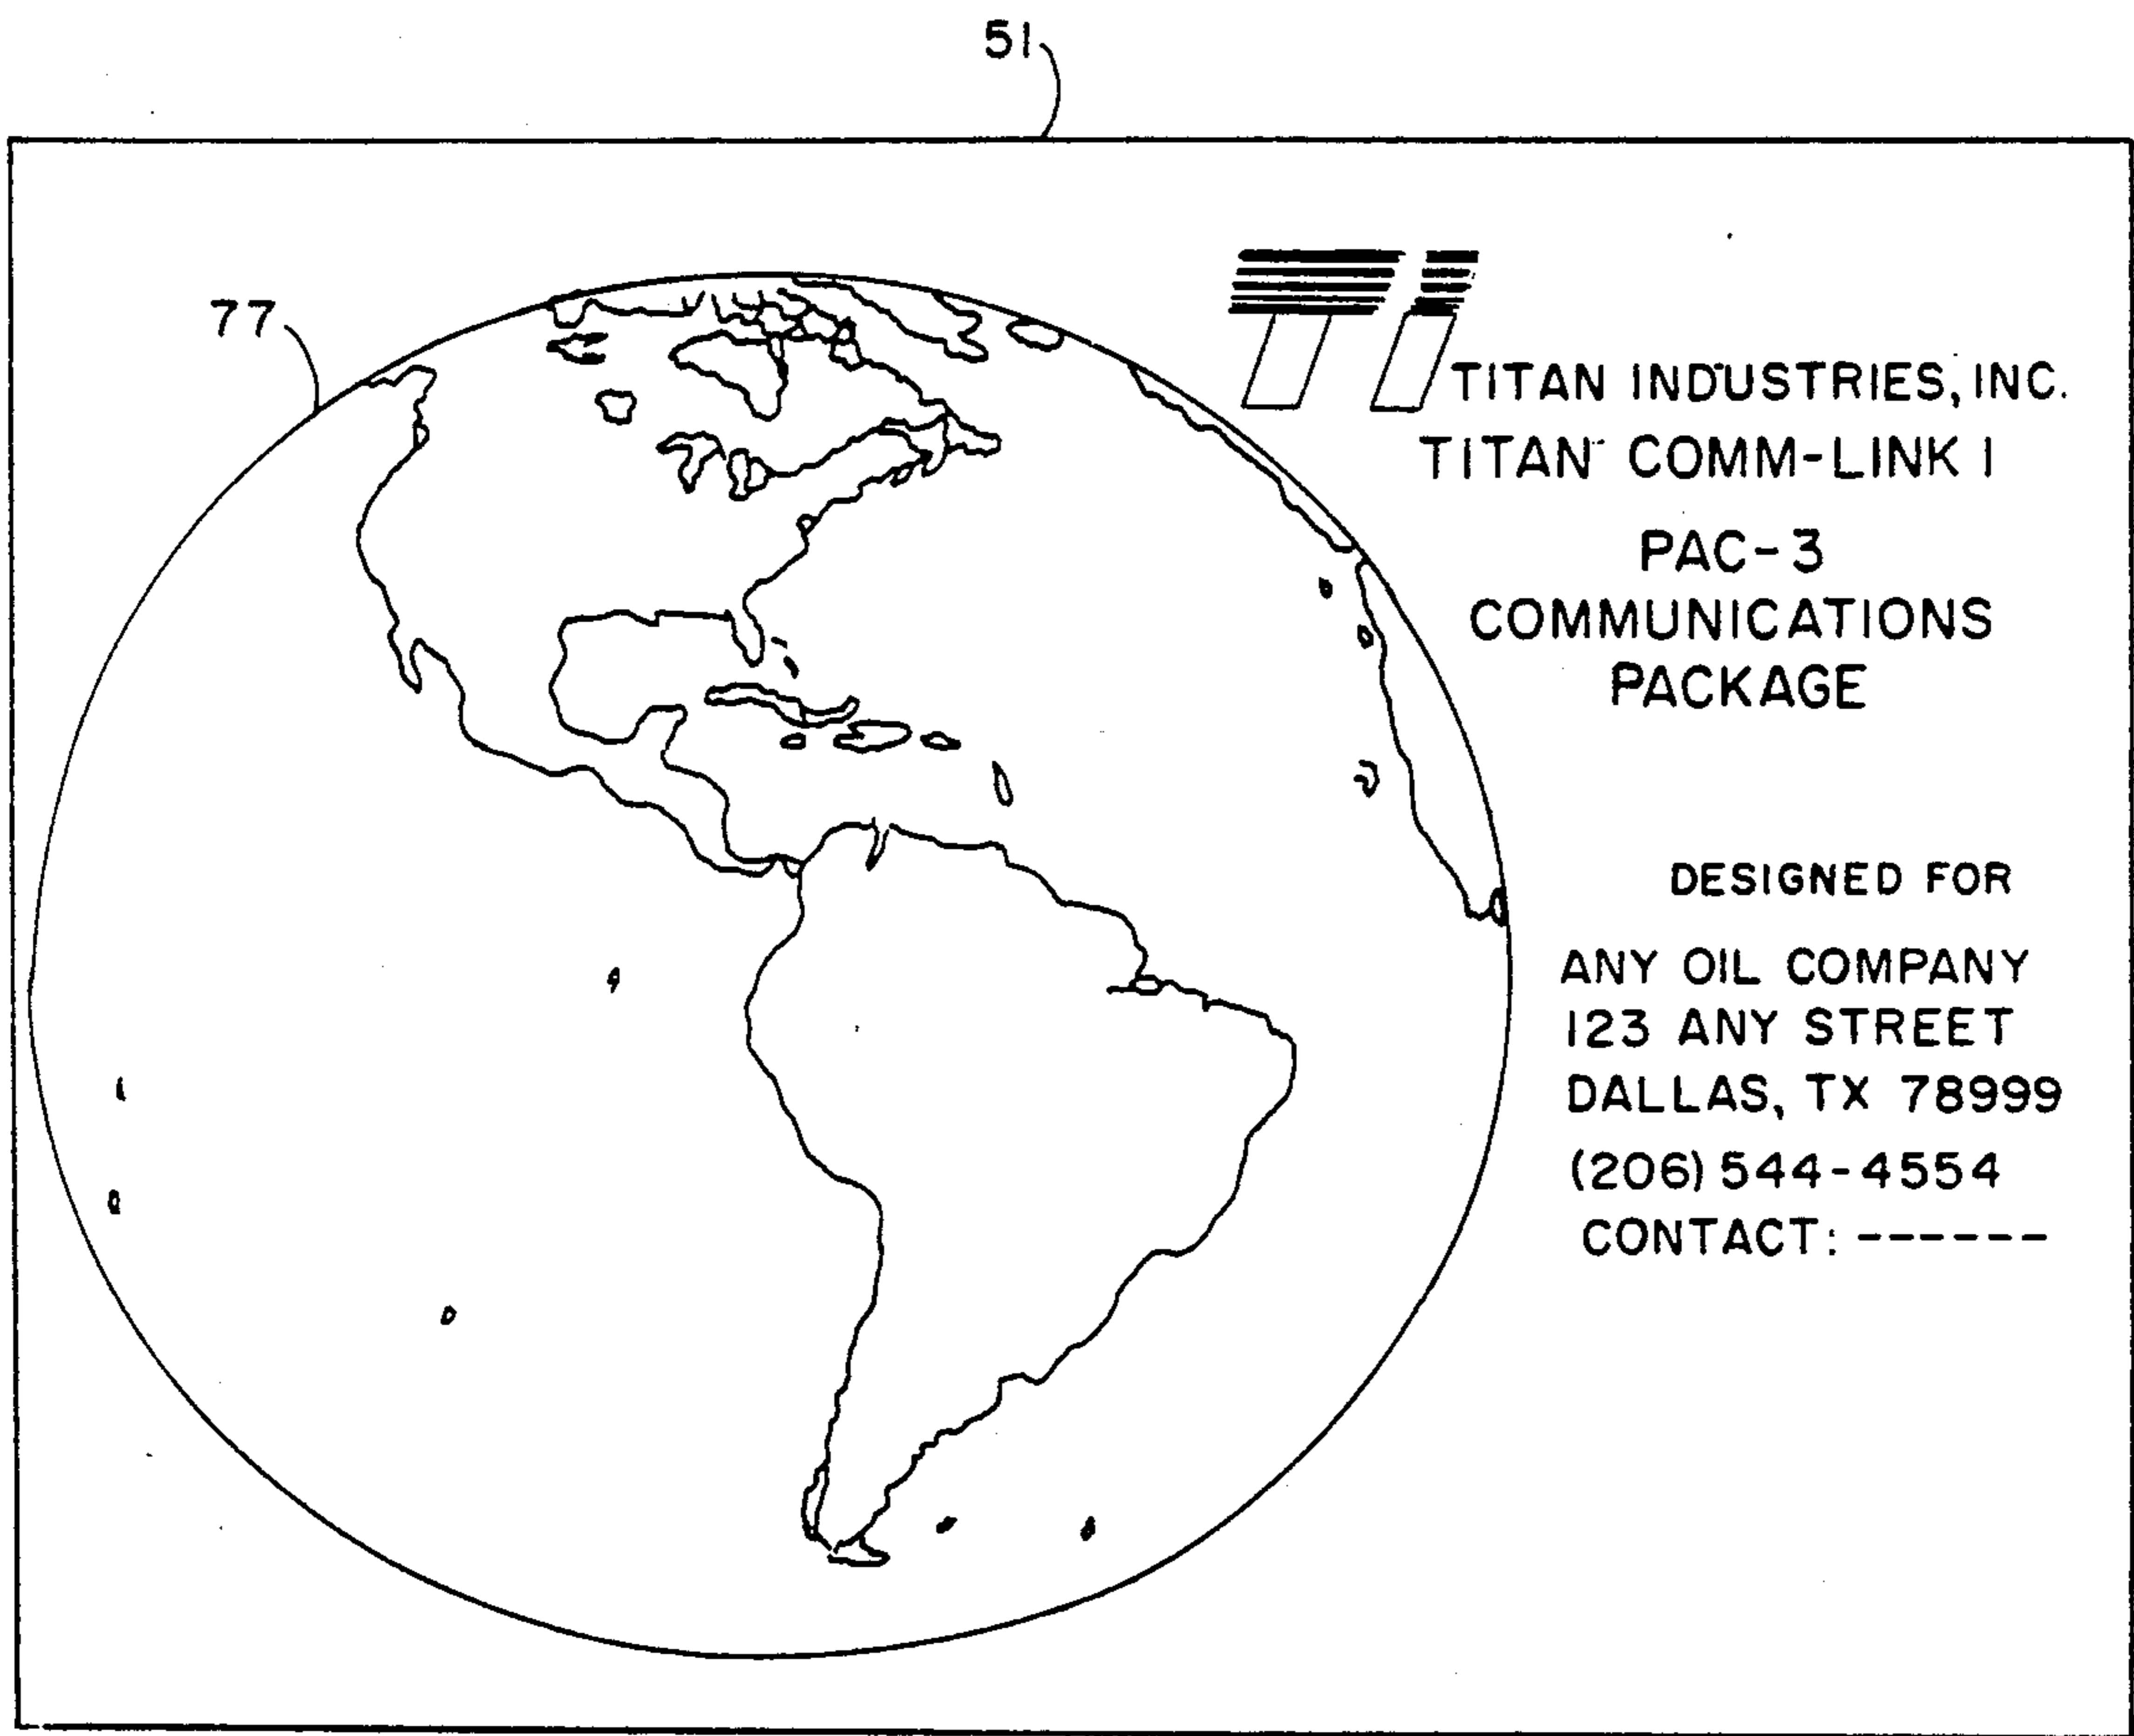 51
77
TI
TITAN INDUSTRIES, INC.
TITAN COMM-LINK I
PAC-3
COMMUNICATIONS
PACKAGE
DESIGNED FOR
ANY OIL COMPANY
123 ANY STREET
DALLAS, TX 78999
(206) 544-4554
CONTACT: ------